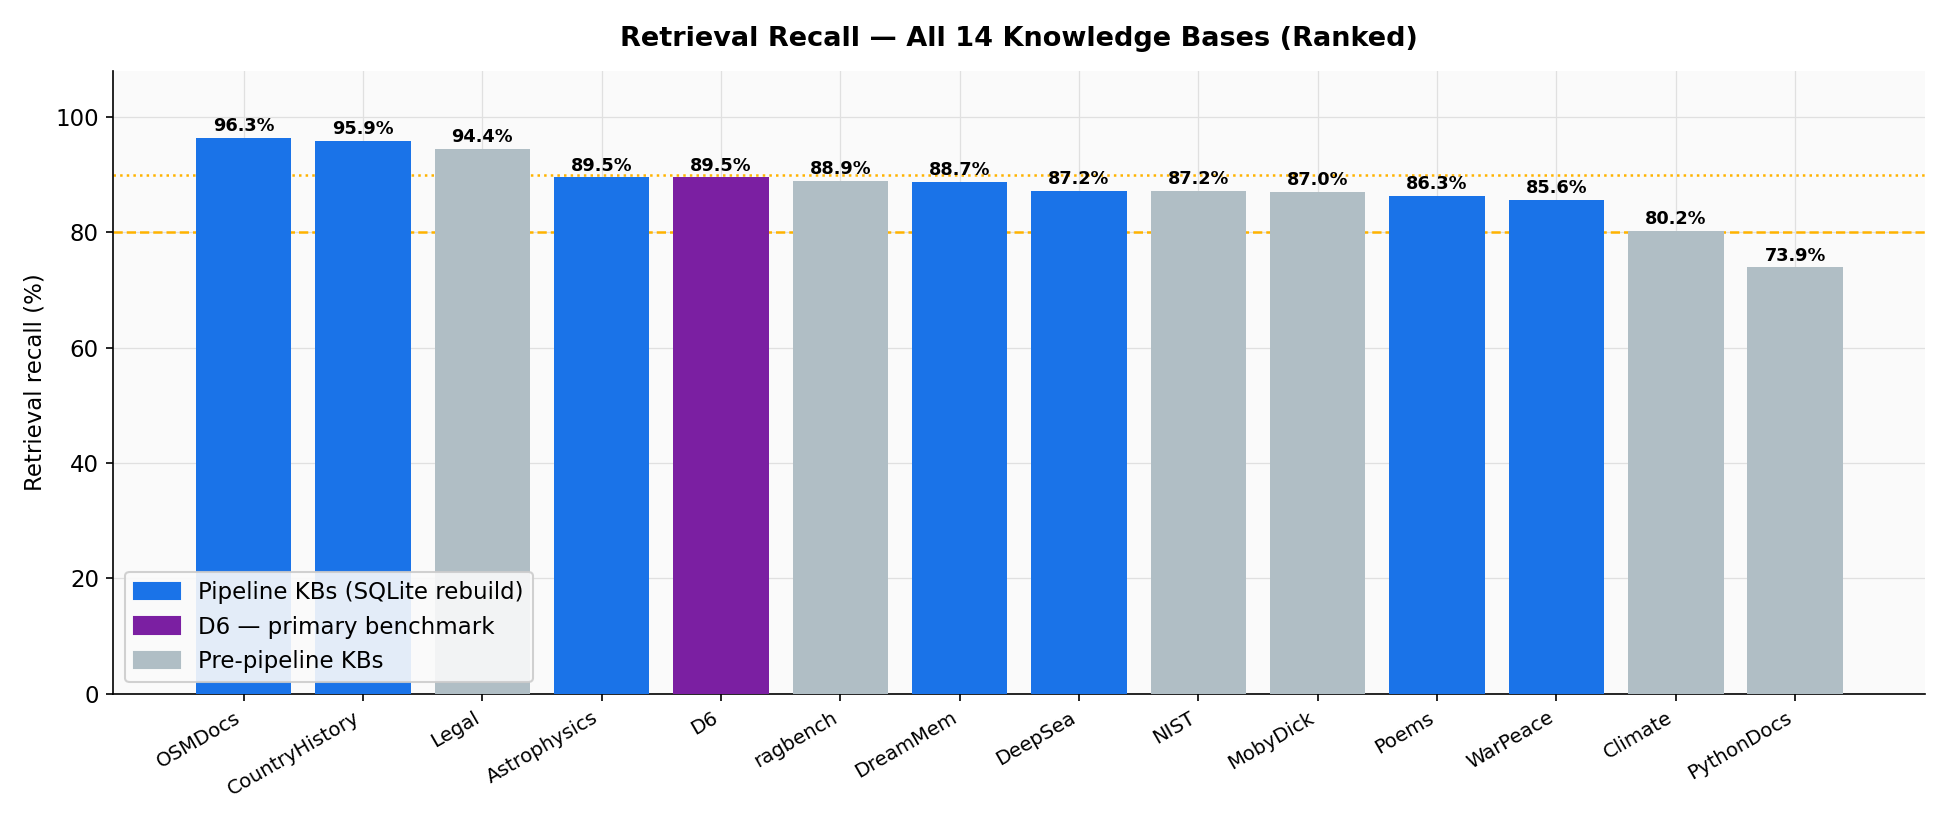 Retrieval Recall — All 14 Knowledge Bases (Ranked)
Retrieval recall (%)
100
80
60
40
20
0
96.3%
95.9%
94.4%
89.5%
89.5%
88.9%
88.7%
87.2%
87.2%
87.0%
86.3%
85.6%
80.2%
73.9%
Pipeline KBs (SQLite rebuild)
D6 — primary benchmark
Pre-pipeline KBs
OSMDocs
CountryHistory
Legal
Astrophysics
D6
ragbench
DreamMem
DeepSea
NIST
MobyDick
Poems
WarPeace
Climate
PythonDocs